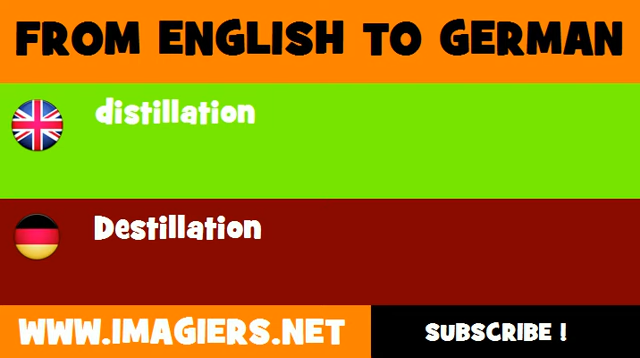 FROM ENGLISH TO GERMAN
distillation
Destillation
WWW.IMAGIERS.NET
SUBSCRIBE !